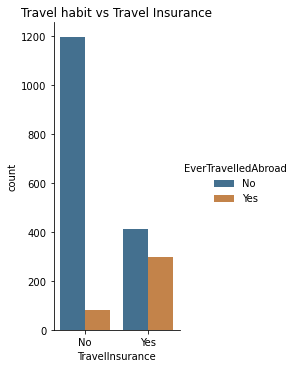 Travel habit vs Travel Insurance
1200
1000
800
600
400
200
0
count
No
Yes
TravelInsurance
EverTravelledAbroad
No
Yes